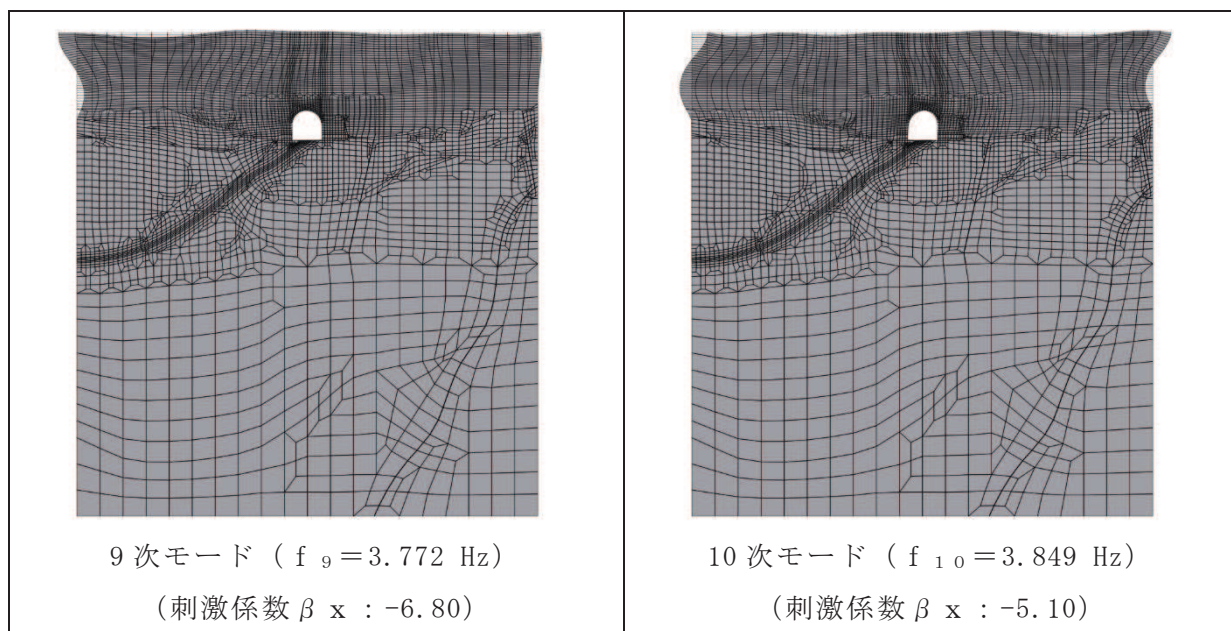 9 次モード (f ₉=3.772 Hz)
(刺激係数 β x : -6.80)
10 次モード (f ₁₀=3.849 Hz)
(刺激係数 β x : -5.10)